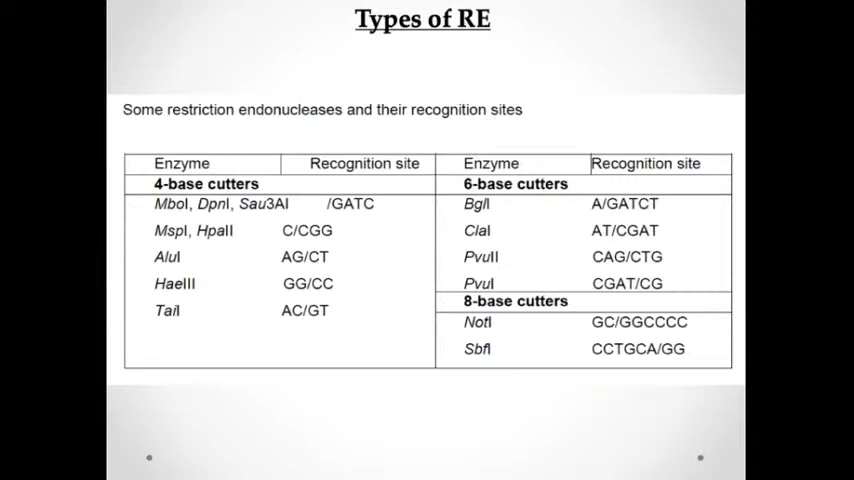 Types of RE
Some restriction endonucleases and their recognition sites
Enzyme Recognition site Enzyme Recognition site
4-base cutters 6-base cutters
MboI, DpnI, Sau3AI /GATC BglI A/GATCT
MspI, HpaII C/CGG ClaI AT/CGAT
AluI AG/CT PvuII CAG/CTG
HaeIII GG/CC PvuI CGAT/CG
8-base cutters
TaiI AC/GT NotI GC/GGCCCC
SbfI CCTGCA/GG